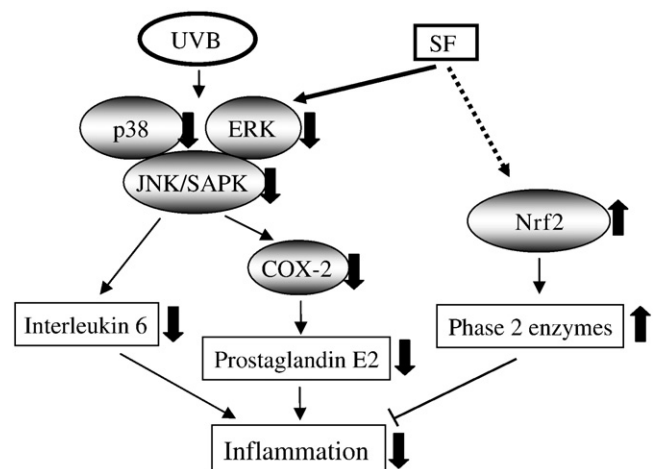 UVB
SF
p38
ERK
JNK/SAPK
Nrf2
COX-2
Interleukin 6
Phase 2 enzymes
Prostaglandin E2
Inflammation